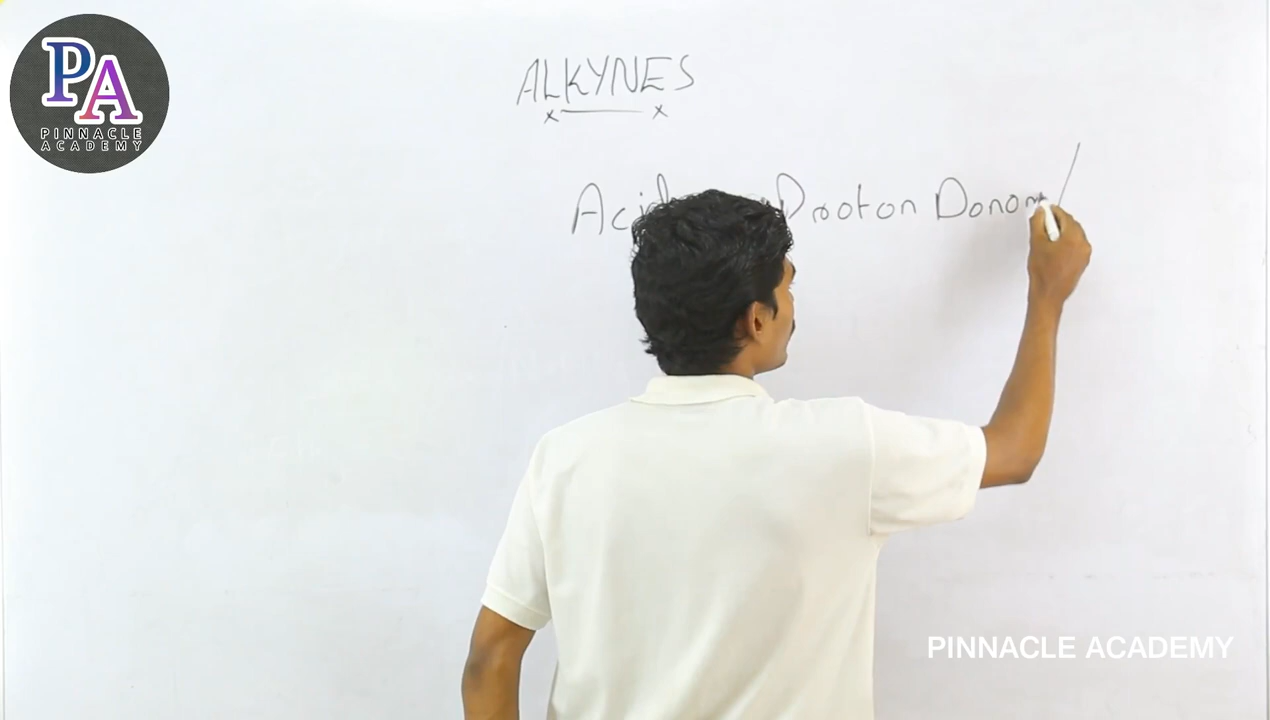 PA
PINNACLE
ACADEMY
ALKYNES
Proton Donor
PINNACLE ACADEMY